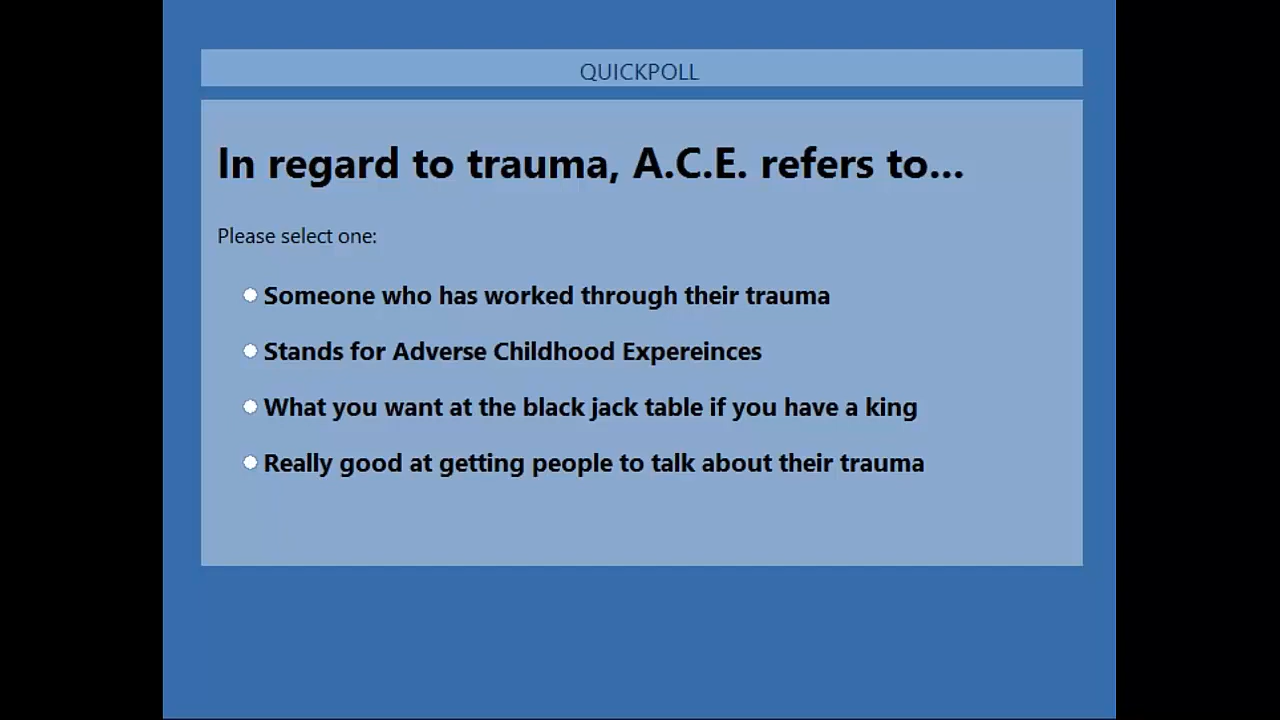 QUICKPOLL
In regard to trauma, A.C.E. refers to...
Please select one:
Someone who has worked through their trauma
Stands for Adverse Childhood Expereinces
What you want at the black jack table if you have a king
Really good at getting people to talk about their trauma